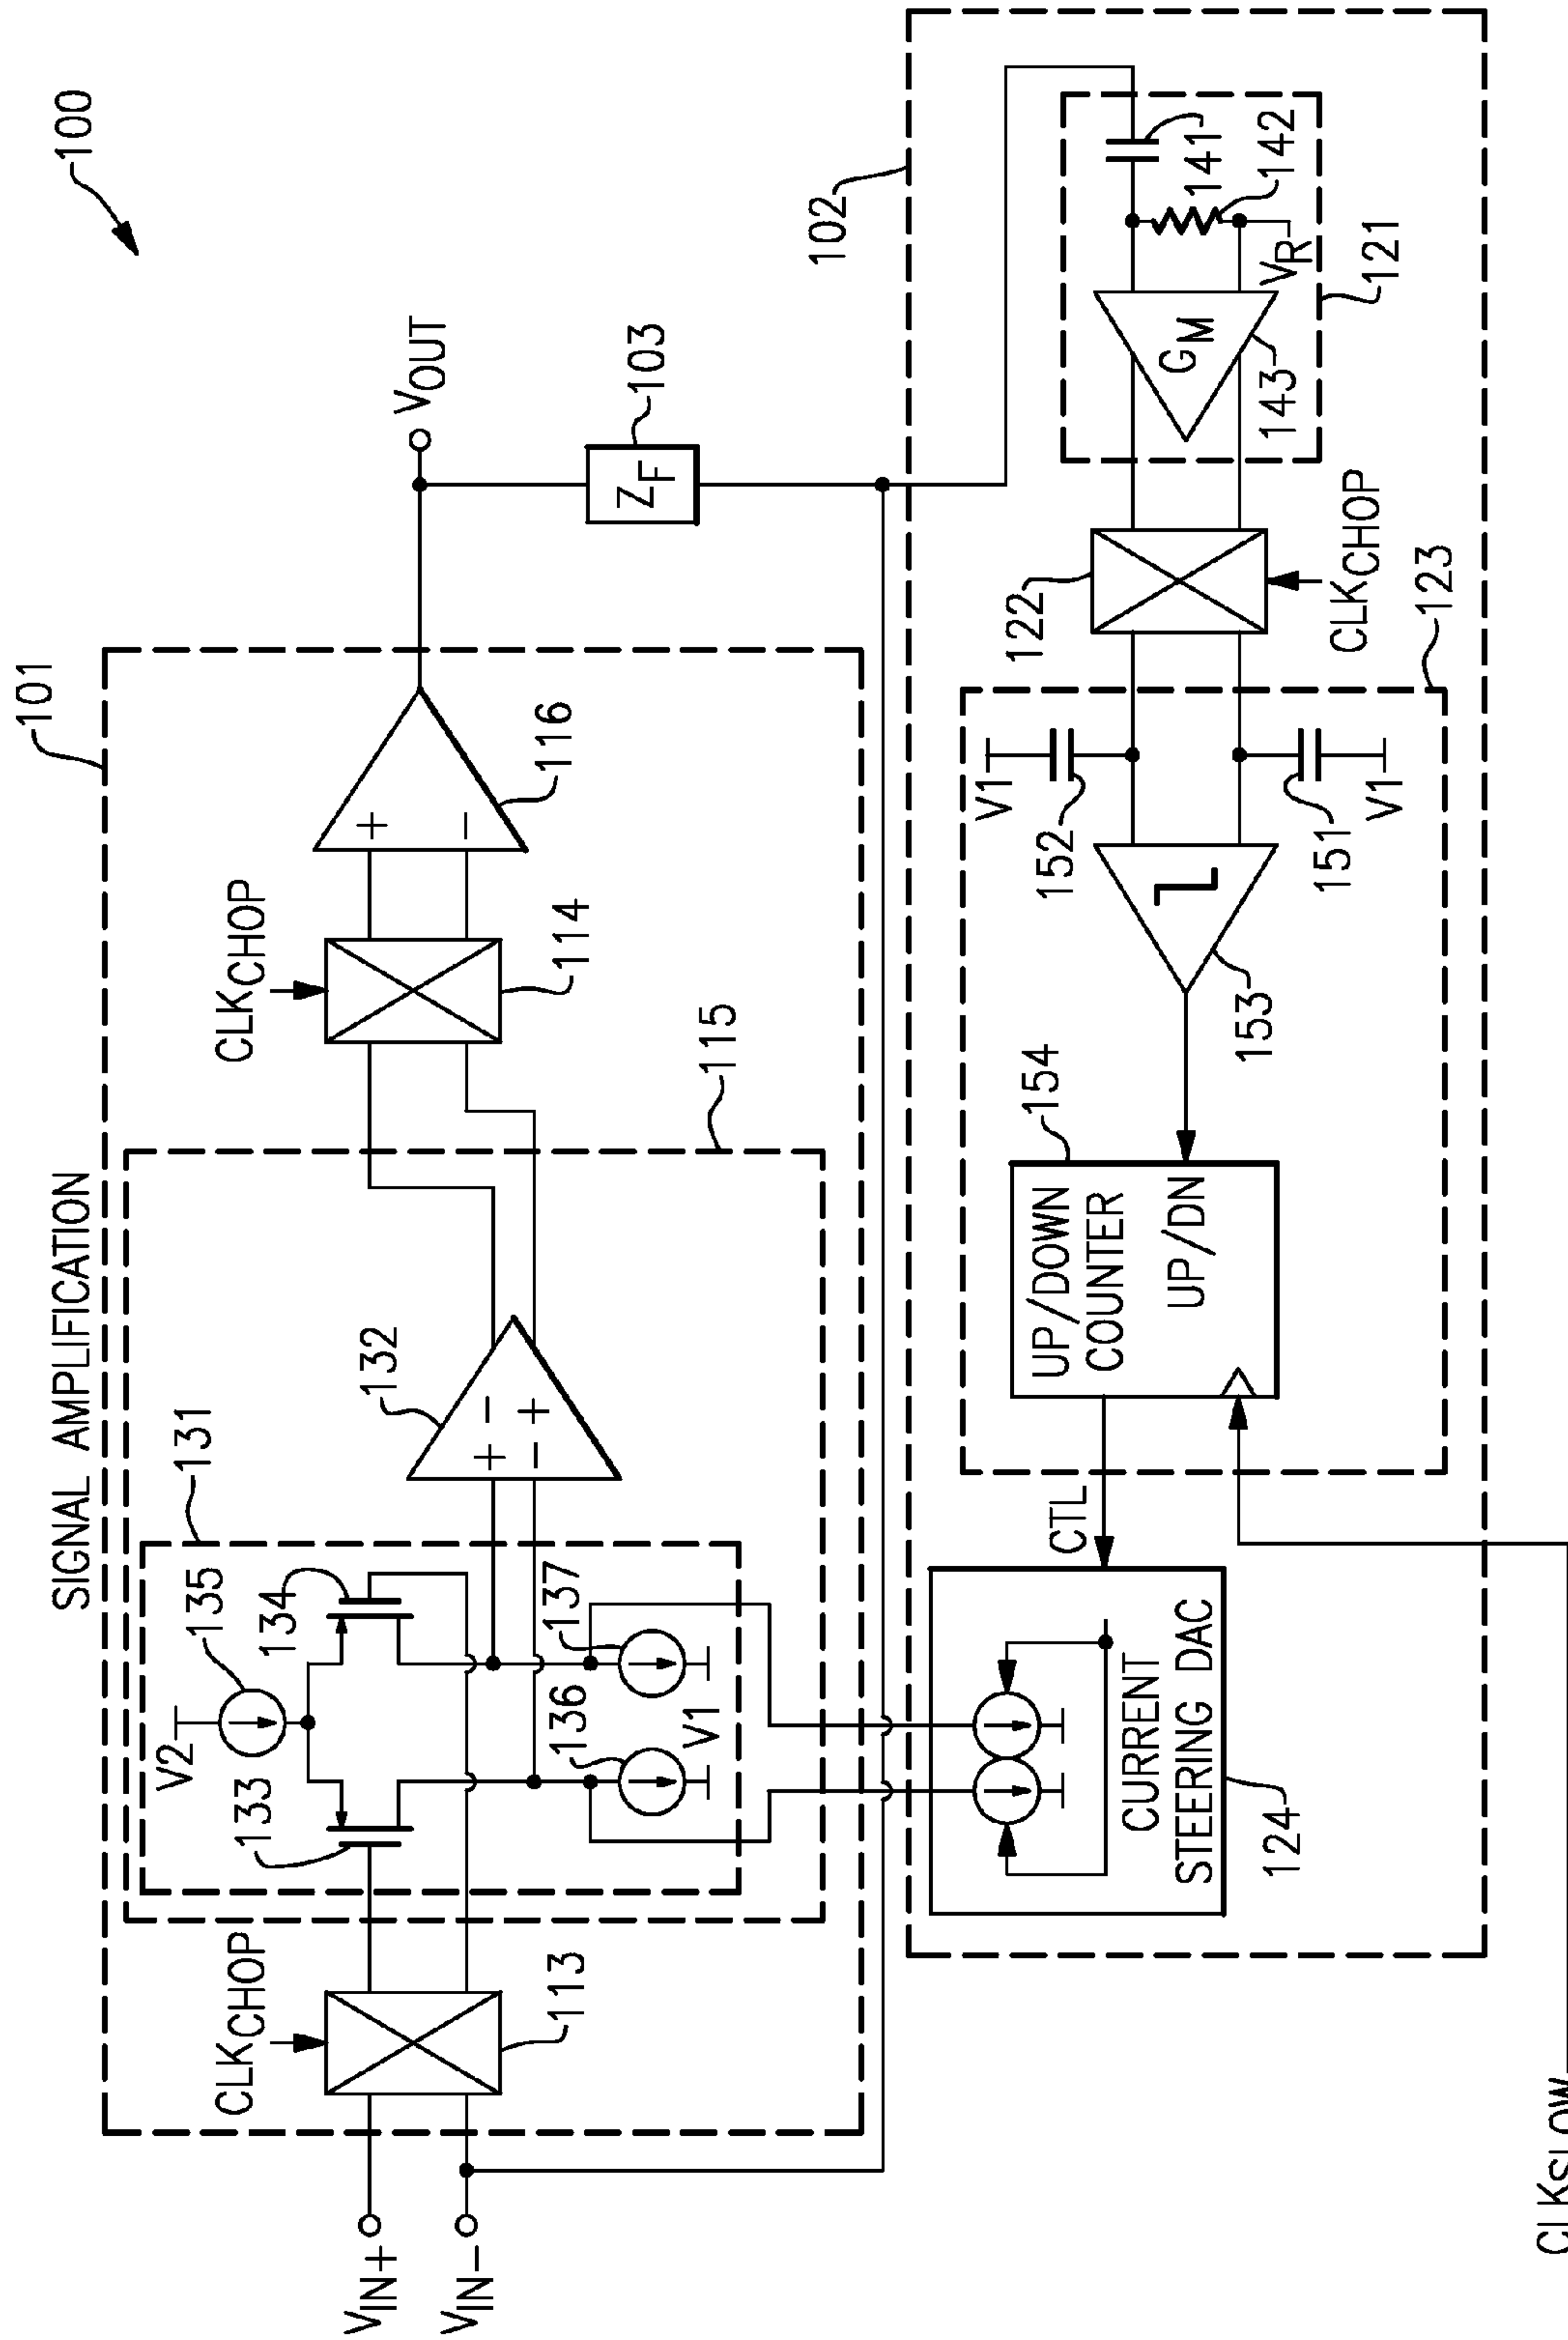 100
101
SIGNAL AMPLIFICATION
115
131
V2
135
133
134
136
137
V1
132
CLKCHOP
113
CLKCHOP
114
+ −
− +
+
−
116
VIN+
VIN−
VOUT
ZF
103
102
CURRENT
STEERING DAC
124
CTL
UP/DOWN
COUNTER
UP/DN
154
153
V1
152
151
V1
123
122
CLKCHOP
GM
143
VR
141
142
121
CLKSLOW